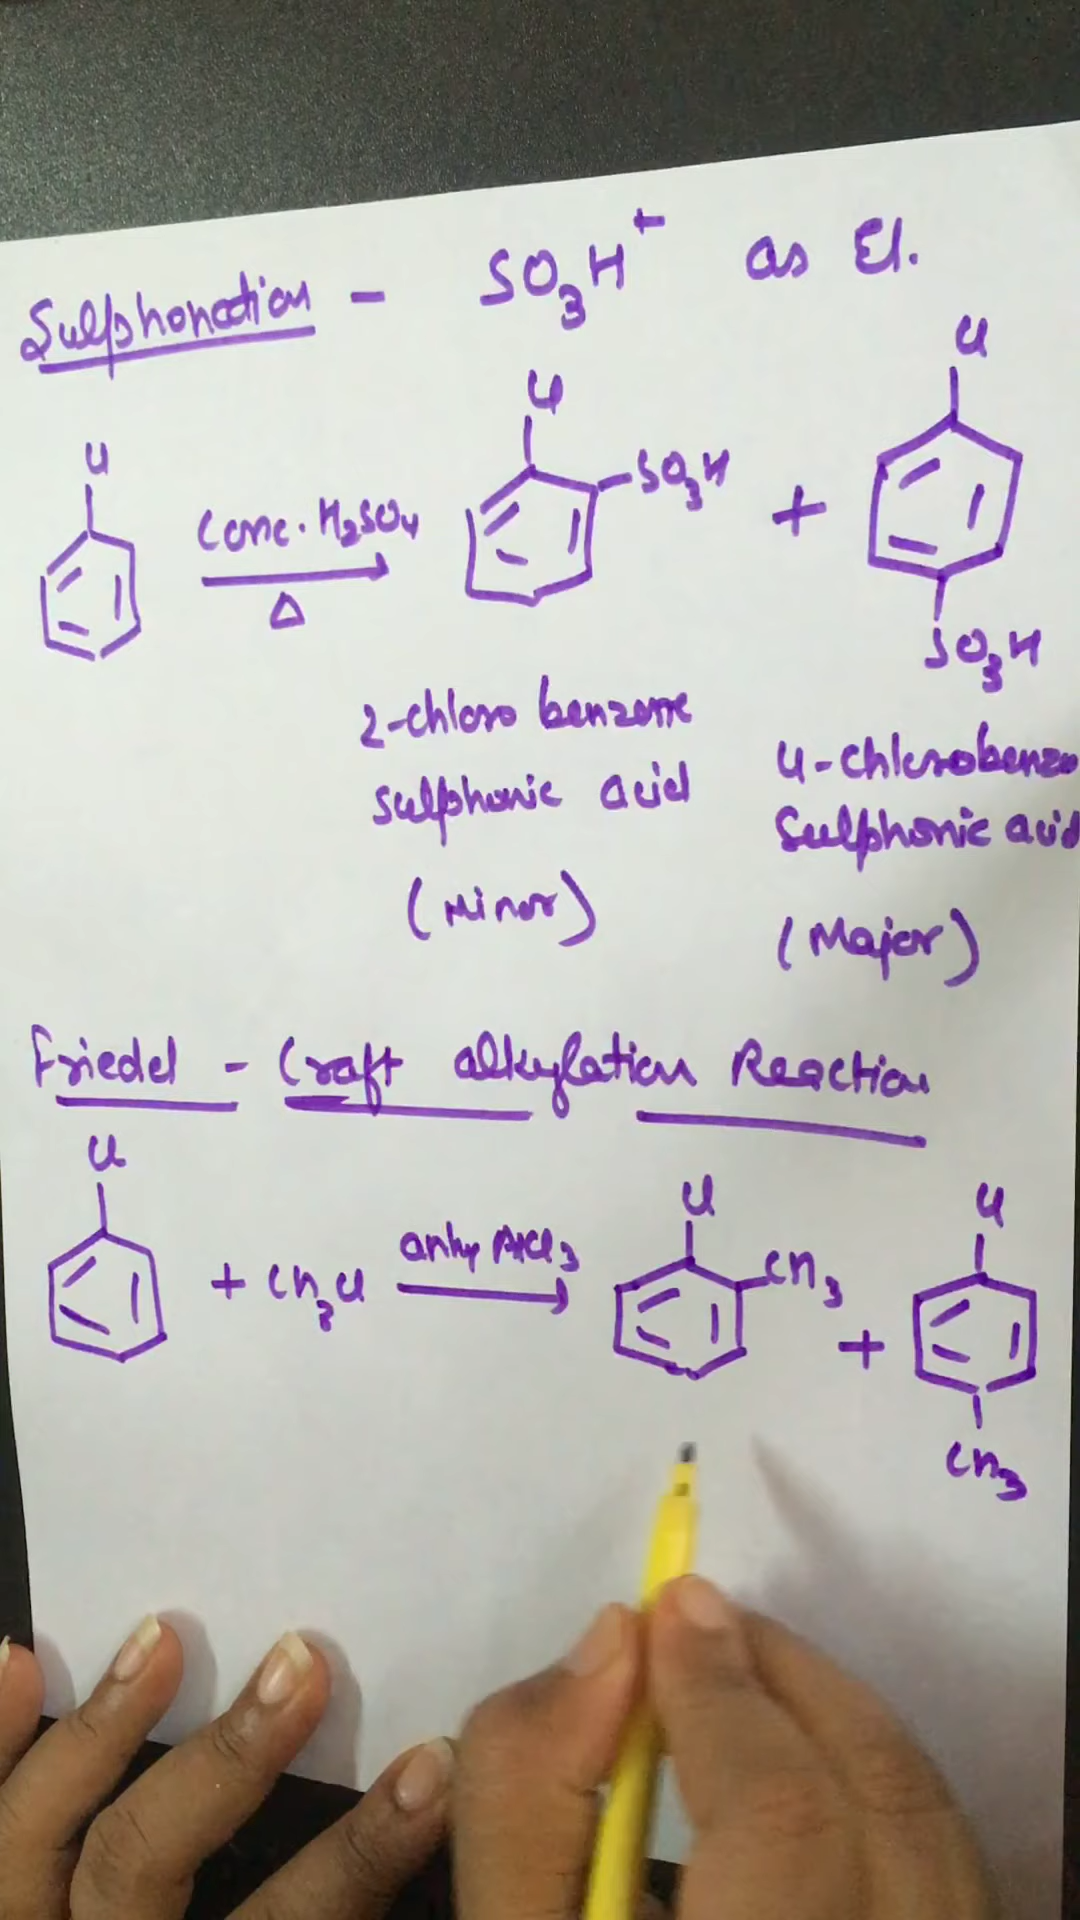 Sulphonation - SO3H+ as El.
Cl
Cl
Cl
Conc. H2SO4
Δ
SO3H
+
SO3H
2-chloro benzene
sulphonic acid
(Minor)
4-chlorobenze
Sulphonic acid
(Major)
Friedel - Craft alkylation Reaction
Cl
+ CH3Cl
anhy AlCl3
Cl
CH3
+
Cl
CH3